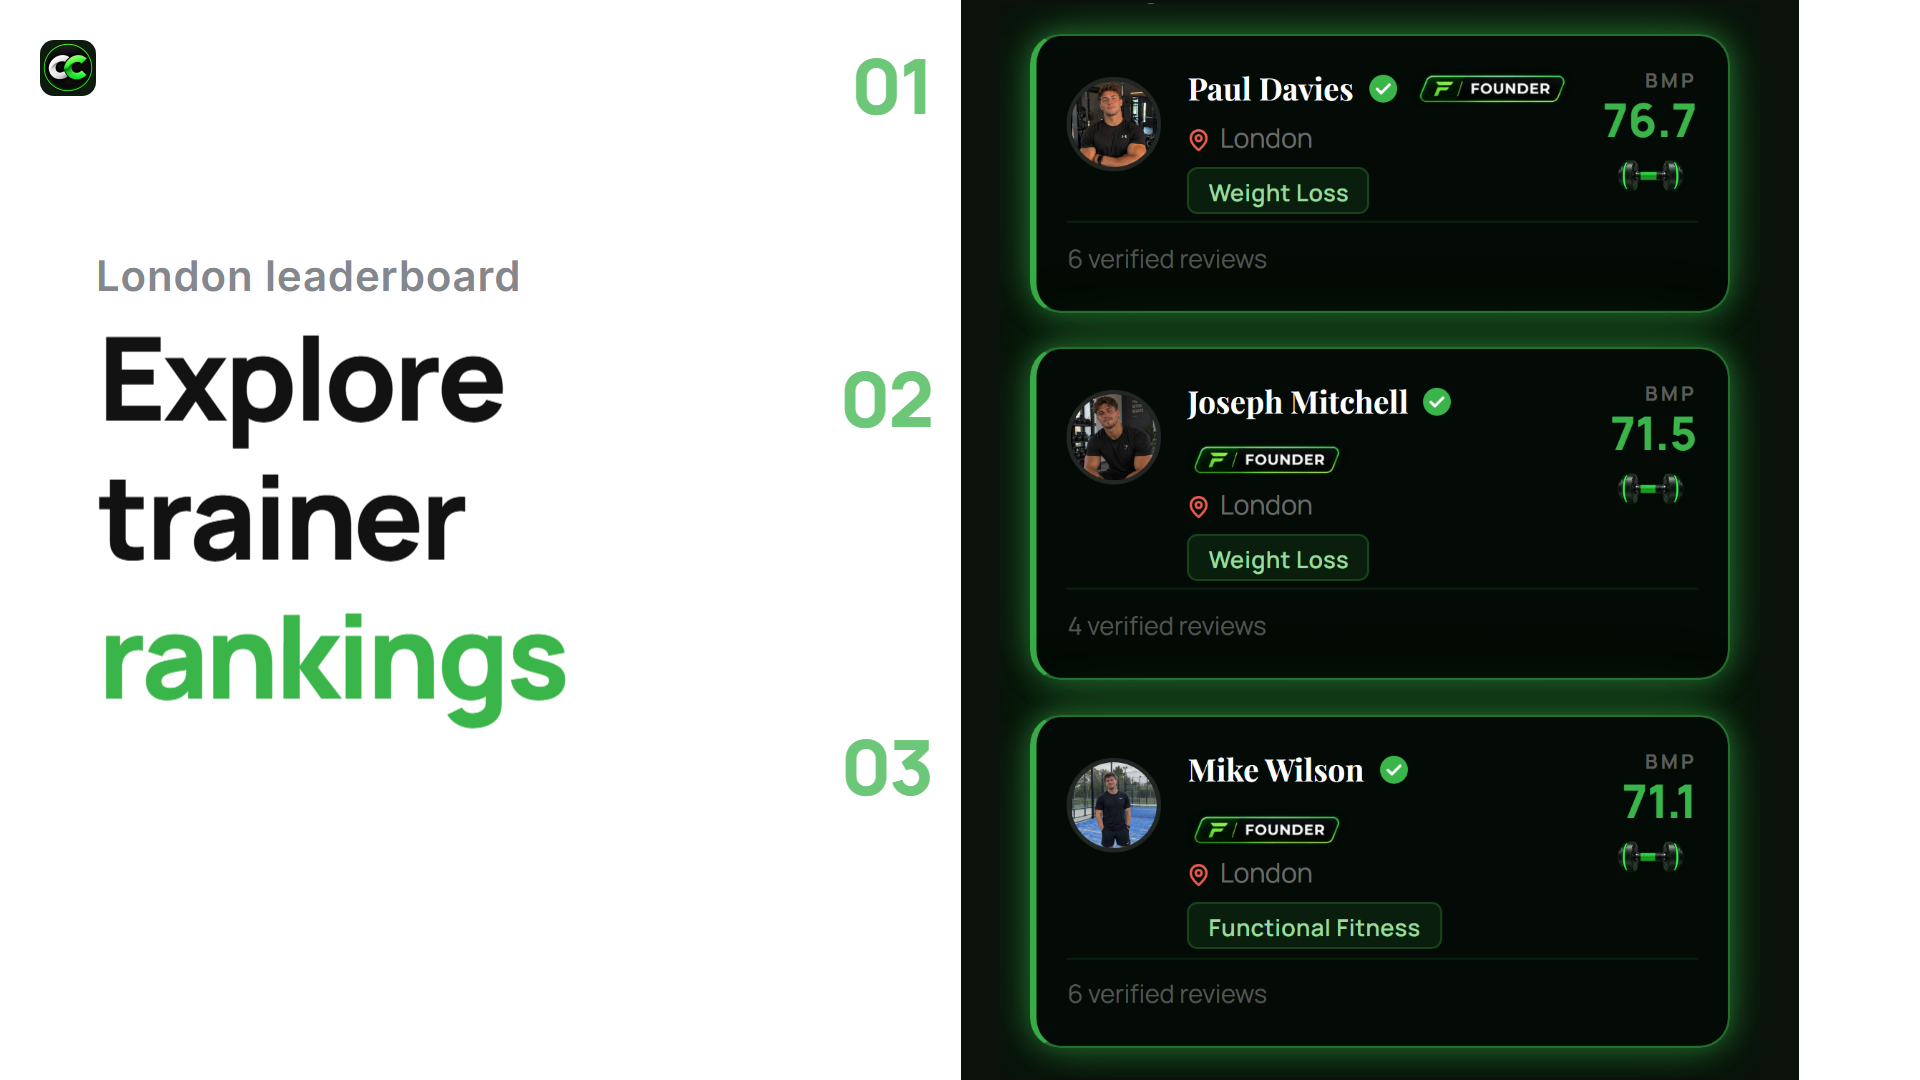 CC
London leaderboard
Explore
trainer
rankings
01
Paul Davies
F / FOUNDER
BMP
76.7
London
Weight Loss
6 verified reviews
02
Joseph Mitchell
BMP
71.5
F / FOUNDER
London
Weight Loss
4 verified reviews
03
Mike Wilson
BMP
71.1
F / FOUNDER
London
Functional Fitness
6 verified reviews